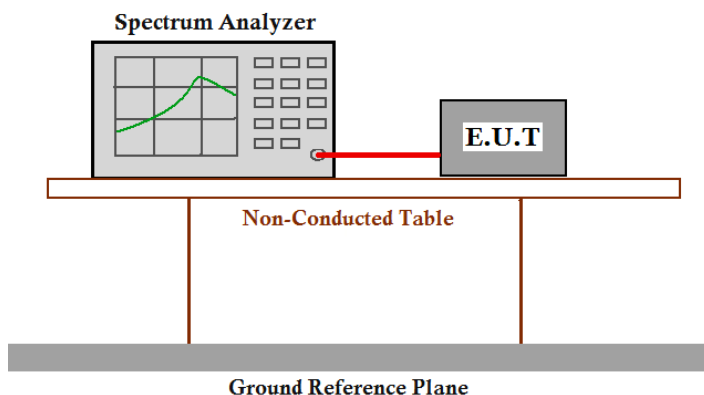 Spectrum Analyzer
E.U.T
Non-Conducted Table
Ground Reference Plane